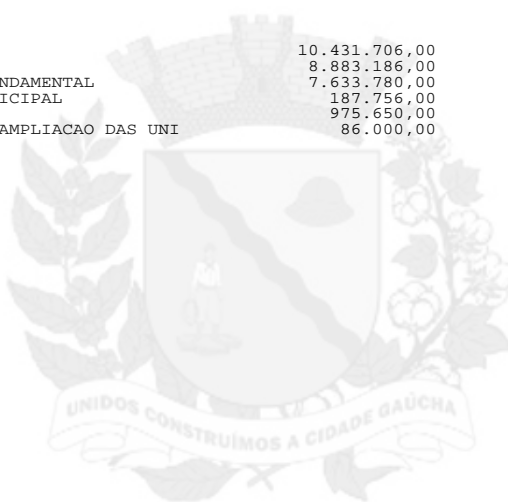 10.431.706,00
8.883.186,00
NDAMENTAL 7.633.780,00
ICIPAL 187.756,00
975.650,00
AMPLIACAO DAS UNI 86.000,00
UNIDOS CONSTRUÍMOS A CIDADE GAÚCHA